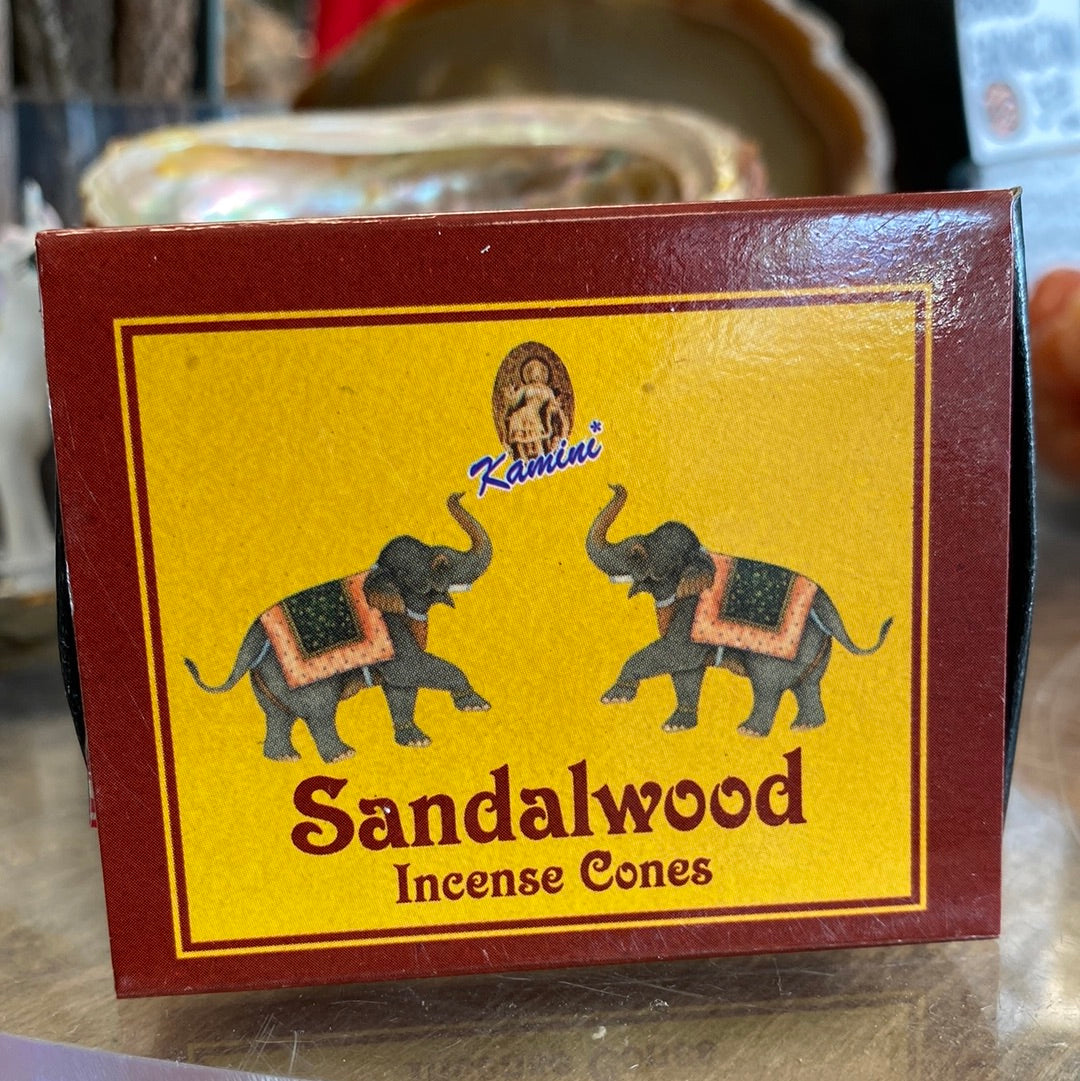 Kamini*
Sandalwood
Incense Cones